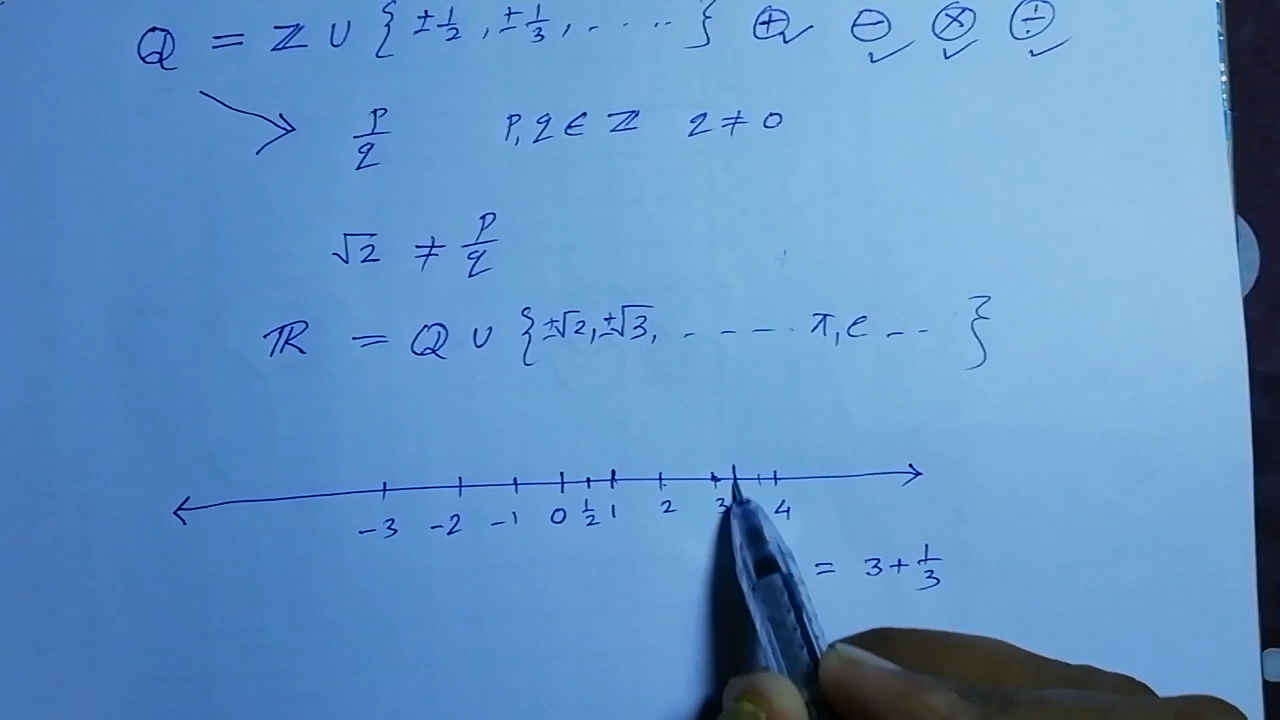 Q = ℤ ∪ { ± 1/2 , ± 1/3 , . . . . . } ⊕ ✓ ⊖ ✓ ⊗ ✓ ⨸ ✓
p/q p, q ∈ ℤ q ≠ 0
√2 ≠ p/q
ℝ = Q ∪ { ±√2, ±√3, - - - - . π, e - - }
-3 -2 -1 0 1/2 1 2 3 4
= 3 + 1/3